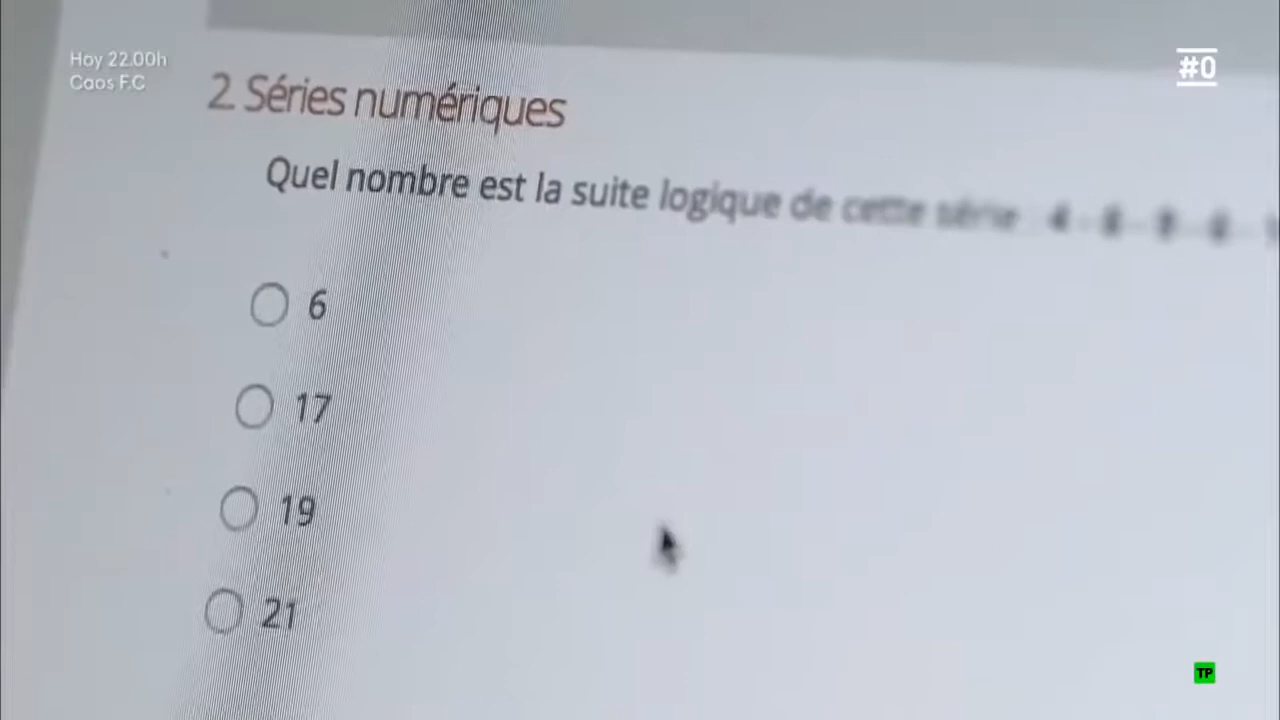 Hoy 22.00h
Caos F.C
#0
2. Séries numériques
Quel nombre est la suite logique de cette série : 4 -
6
17
19
21
TP